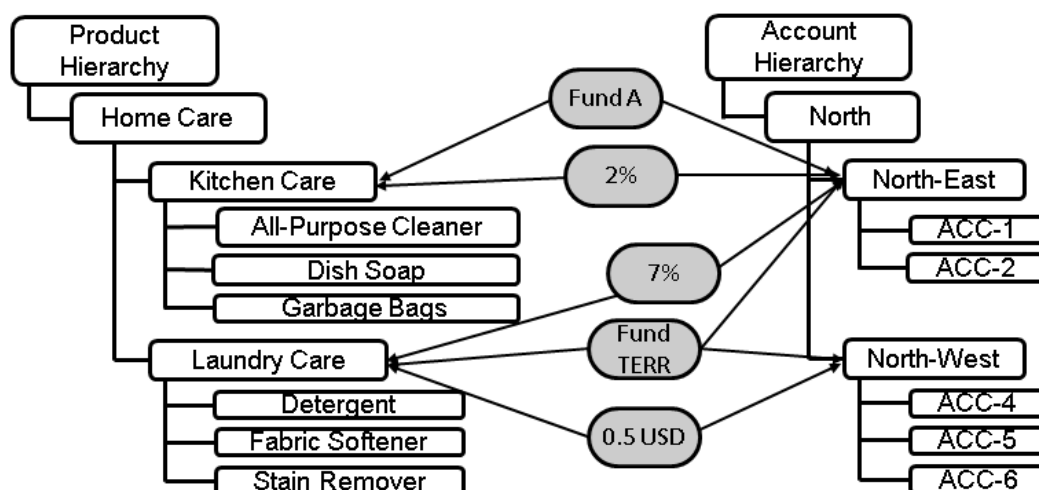 Product
Hierarchy
Home Care
Kitchen Care
All-Purpose Cleaner
Dish Soap
Garbage Bags
Laundry Care
Detergent
Fabric Softener
Stain Remover
Fund A
2%
7%
Fund
TERR
0.5 USD
Account
Hierarchy
North
North-East
ACC-1
ACC-2
North-West
ACC-4
ACC-5
ACC-6